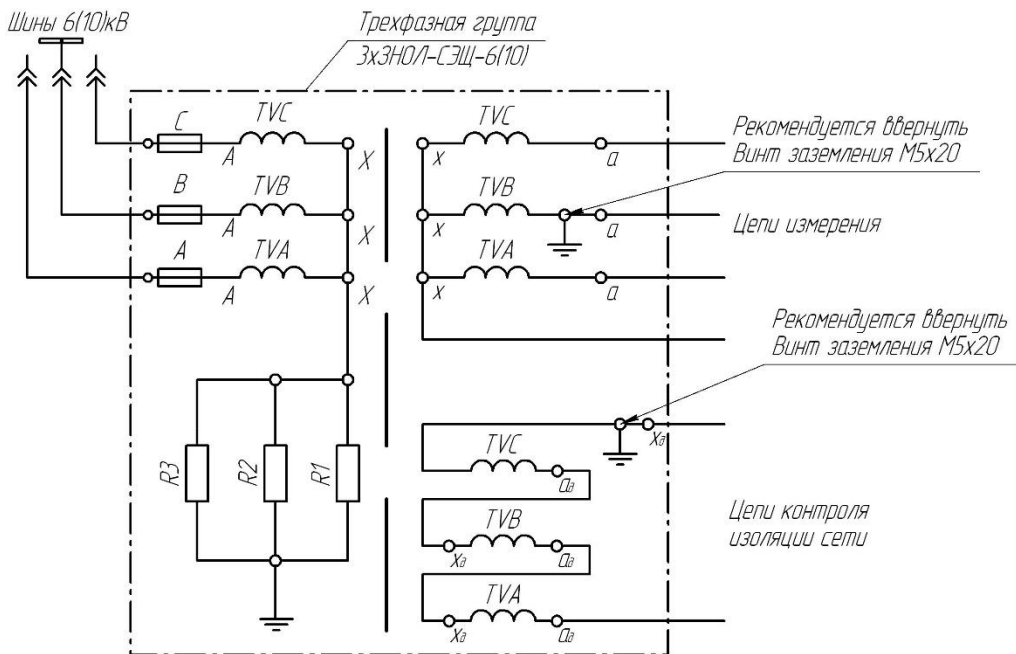 Шины 6(10)кВ
Трехфазная группа
3хЗНОЛ-СЭЩ-6(10)
C
TVC
A
X
B
TVB
A
X
A
TVA
A
X
TVC
x
a
TVB
x
a
TVA
x
a
Рекомендуется ввернуть
Винт заземления М5х20
Цепи измерения
Рекомендуется ввернуть
Винт заземления М5х20
R3
R2
R1
xд
TVC
aд
TVB
xд
aд
TVA
xд
aд
Цепи контроля
изоляции сети